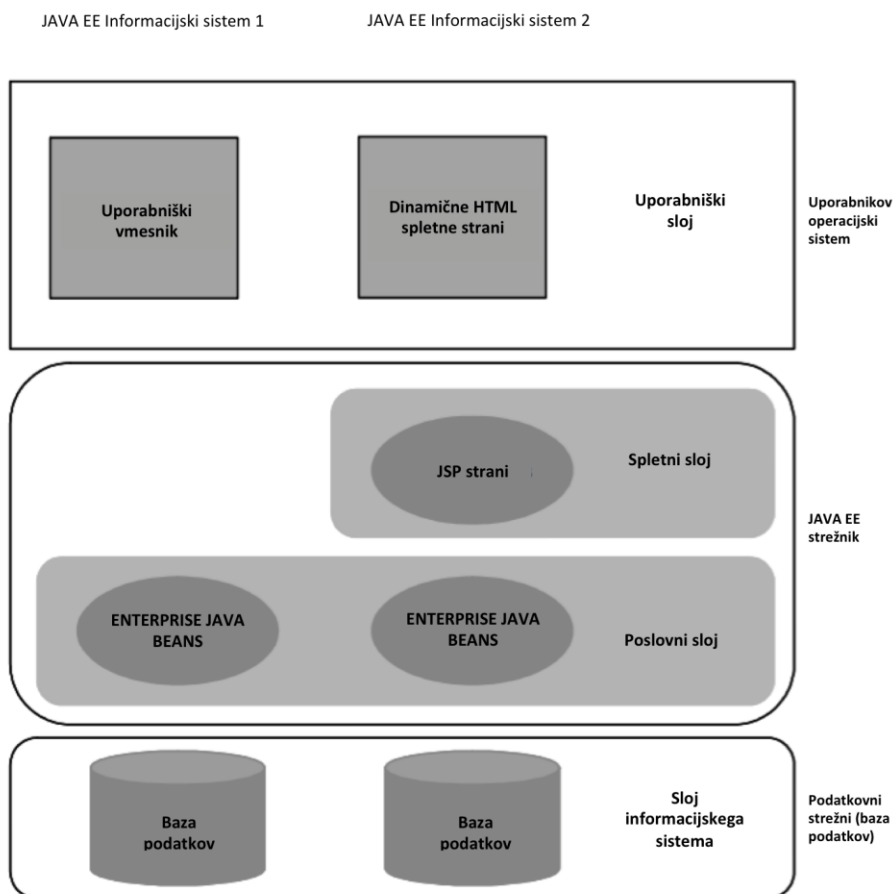 JAVA EE Informacijski sistem 1
JAVA EE Informacijski sistem 2
Uporabniški
vmesnik
Dinamične HTML
spletne strani
Uporabniški
sloj
Uporabnikov
operacijski
sistem
JSP strani
Spletni sloj
JAVA EE
strežnik
ENTERPRISE JAVA
BEANS
ENTERPRISE JAVA
BEANS
Poslovni sloj
Baza
podatkov
Baza
podatkov
Sloj
informacijskega
sistema
Podatkovni
strežni (baza
podatkov)